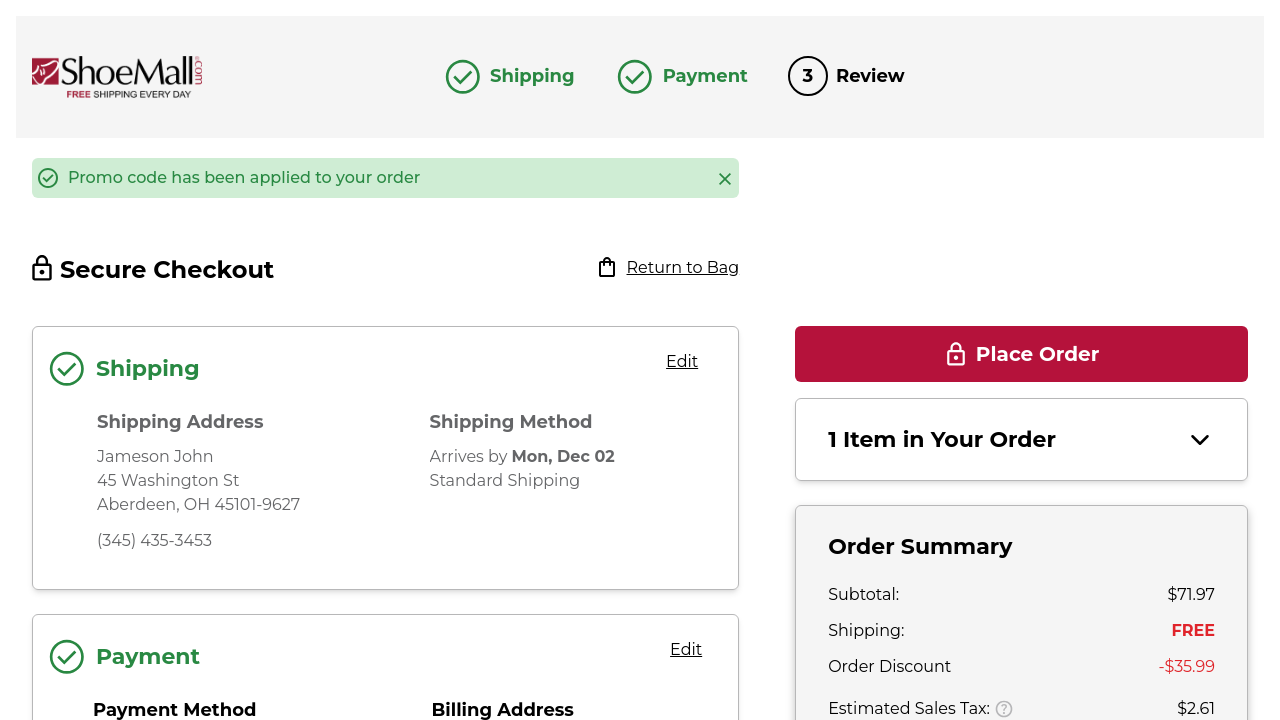 ShoeMall.com
FREE SHIPPING EVERY DAY
Shipping
Payment
3 Review
Promo code has been applied to your order
Secure Checkout
Return to Bag
Shipping
Edit
Shipping Address
Jameson John
45 Washington St
Aberdeen, OH 45101-9627
(345) 435-3453
Shipping Method
Arrives by Mon, Dec 02
Standard Shipping
Payment
Edit
Payment Method
Billing Address
Place Order
1 Item in Your Order
Order Summary
Subtotal: $71.97
Shipping: FREE
Order Discount -$35.99
Estimated Sales Tax: ? $2.61